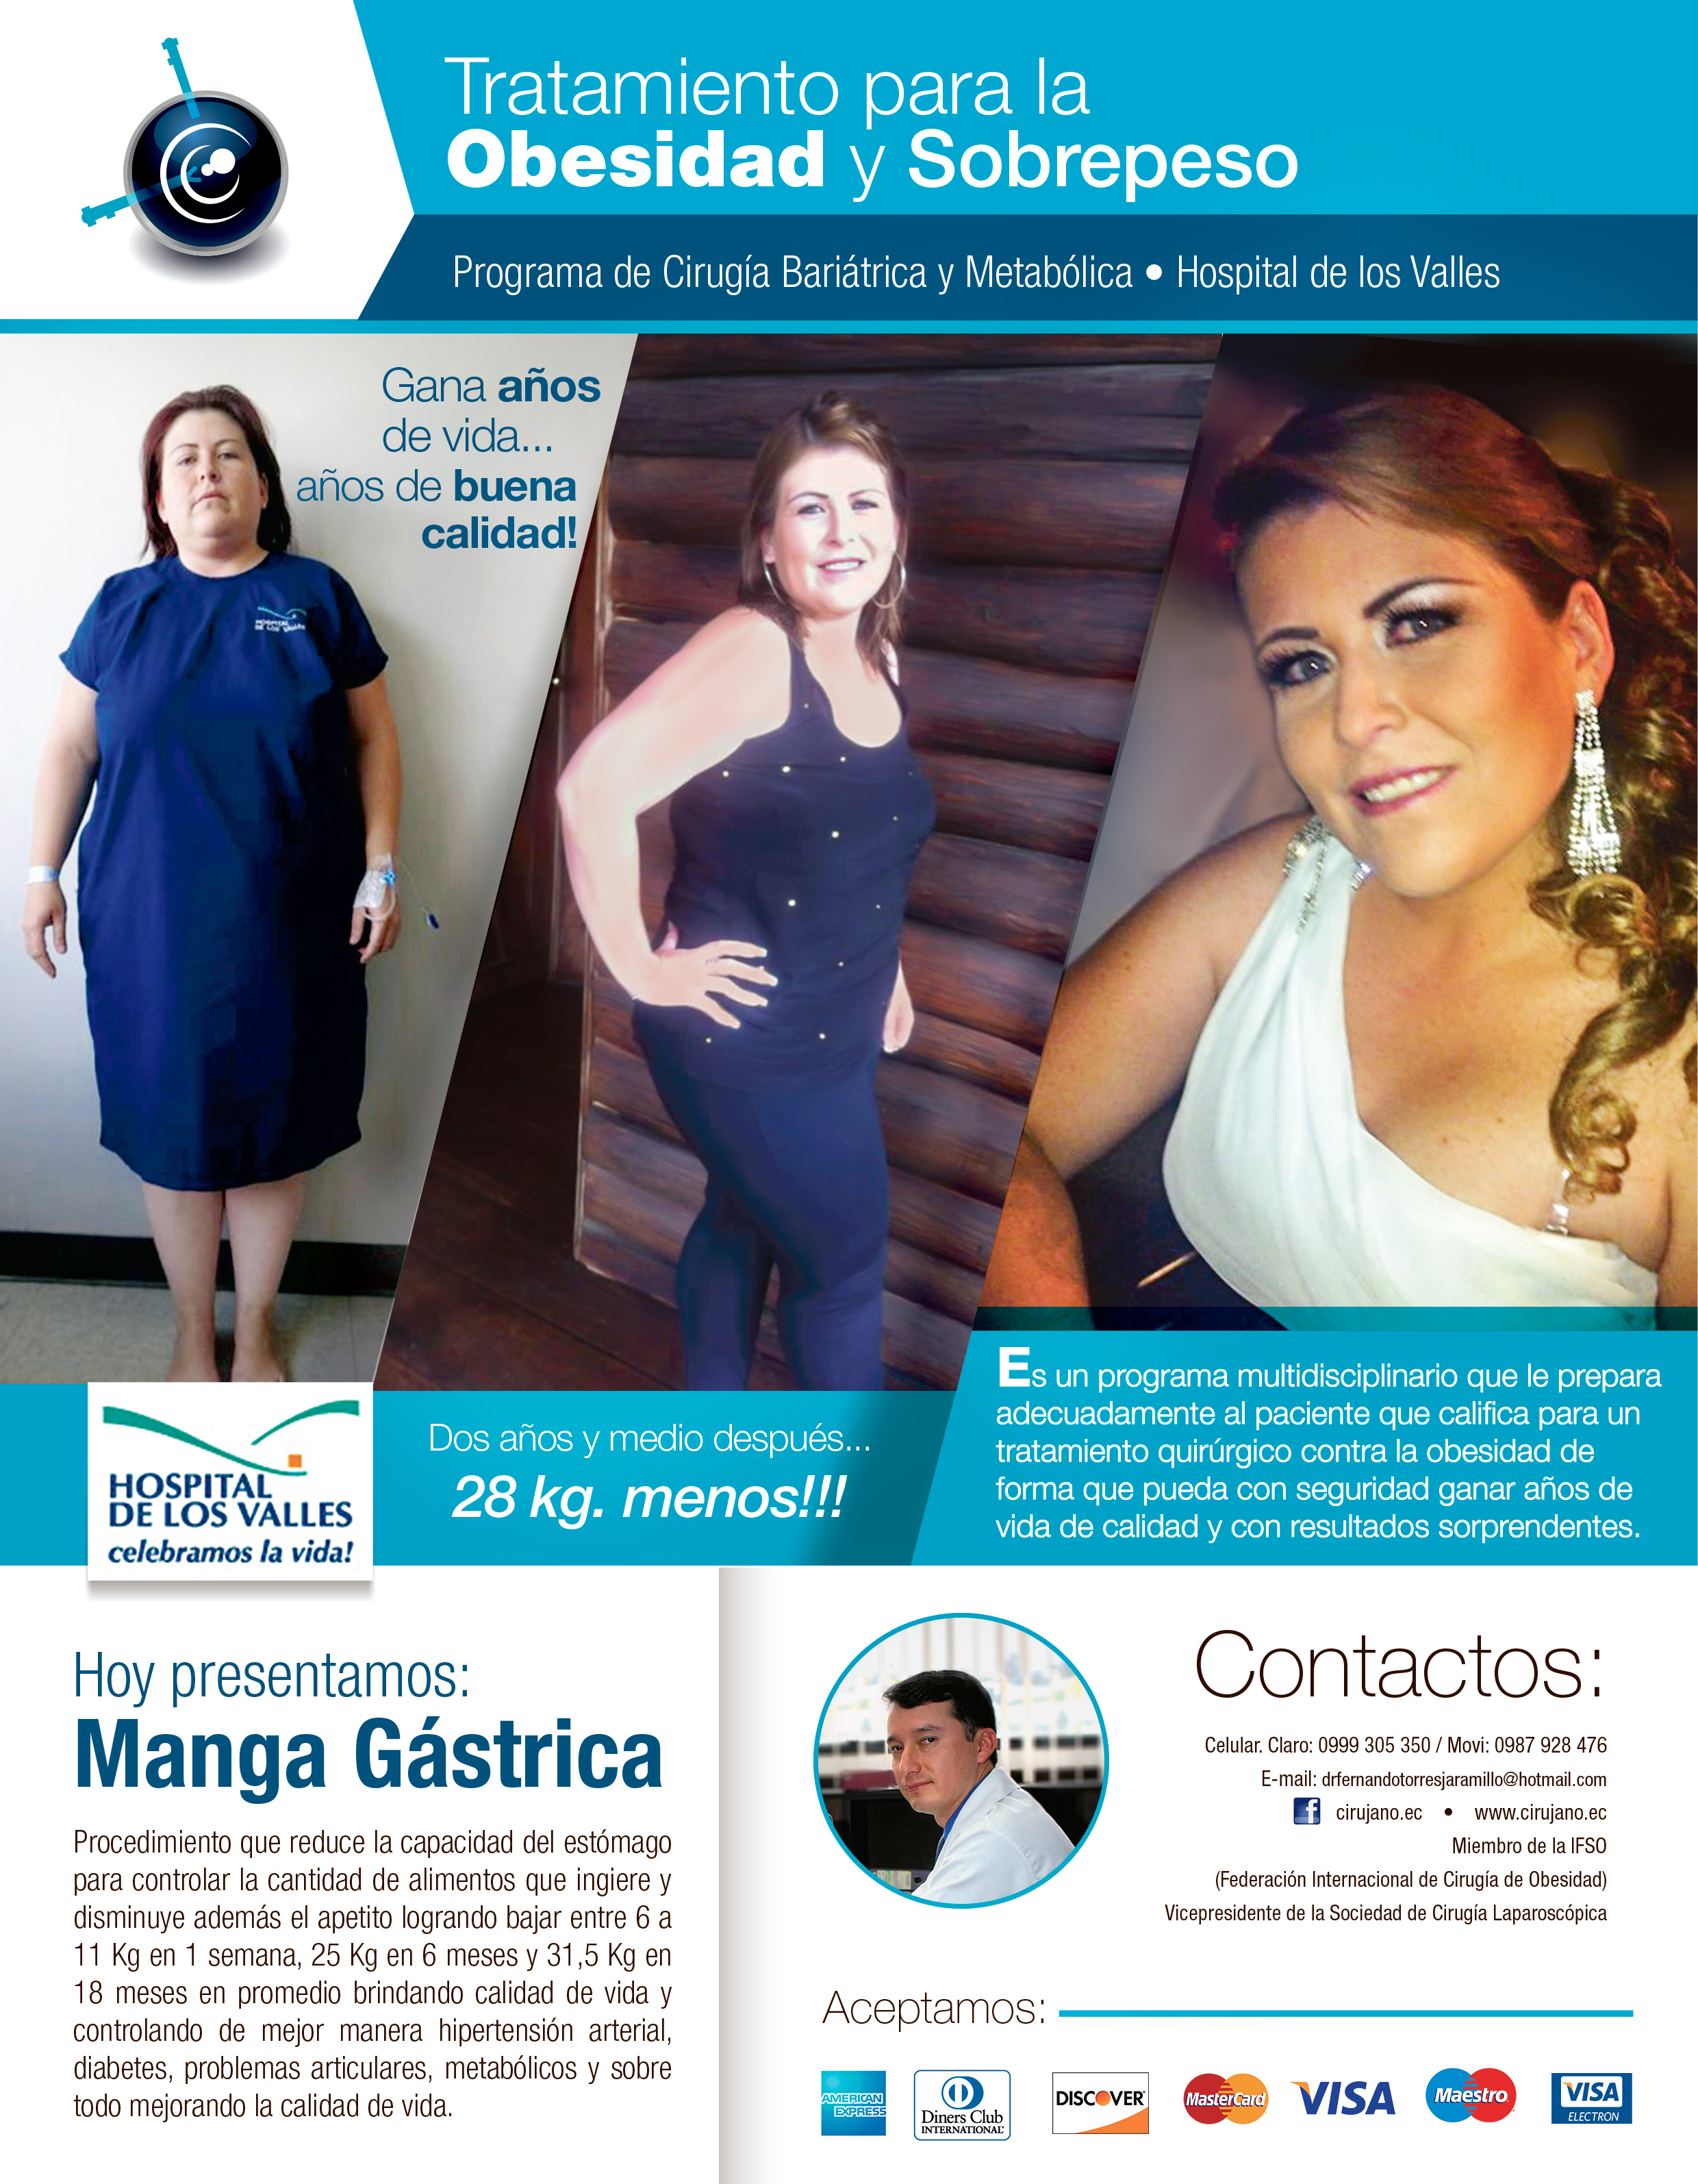 Tratamiento para la
Obesidad y Sobrepeso
Programa de Cirugía Bariátrica y Metabólica • Hospital de los Valles
Gana años
de vida...
años de buena
calidad!
HOSPITAL
DE LOS VALLES
Dos años y medio después...
28 kg. menos!!!
Es un programa multidisciplinario que le prepara
adecuadamente al paciente que califica para un
tratamiento quirúrgico contra la obesidad de
forma que pueda con seguridad ganar años de
vida de calidad y con resultados sorprendentes.
HOSPITAL
DE LOS VALLES
celebramos la vida!
Hoy presentamos:
Manga Gástrica
Procedimiento que reduce la capacidad del estómago
para controlar la cantidad de alimentos que ingiere y
disminuye además el apetito logrando bajar entre 6 a
11 Kg en 1 semana, 25 Kg en 6 meses y 31,5 Kg en
18 meses en promedio brindando calidad de vida y
controlando de mejor manera hipertensión arterial,
diabetes, problemas articulares, metabólicos y sobre
todo mejorando la calidad de vida.
Contactos:
Celular. Claro: 0999 305 350 / Movi: 0987 928 476
E-mail: drfernandotorresjaramillo@hotmail.com
f cirujano.ec • www.cirujano.ec
Miembro de la IFSO
(Federación Internacional de Cirugía de Obesidad)
Vicepresidente de la Sociedad de Cirugía Laparoscópica
Aceptamos:
AMERICAN
EXPRESS
Diners Club
INTERNATIONAL
DISCOVER
MasterCard
VISA
Maestro
VISA
ELECTRON